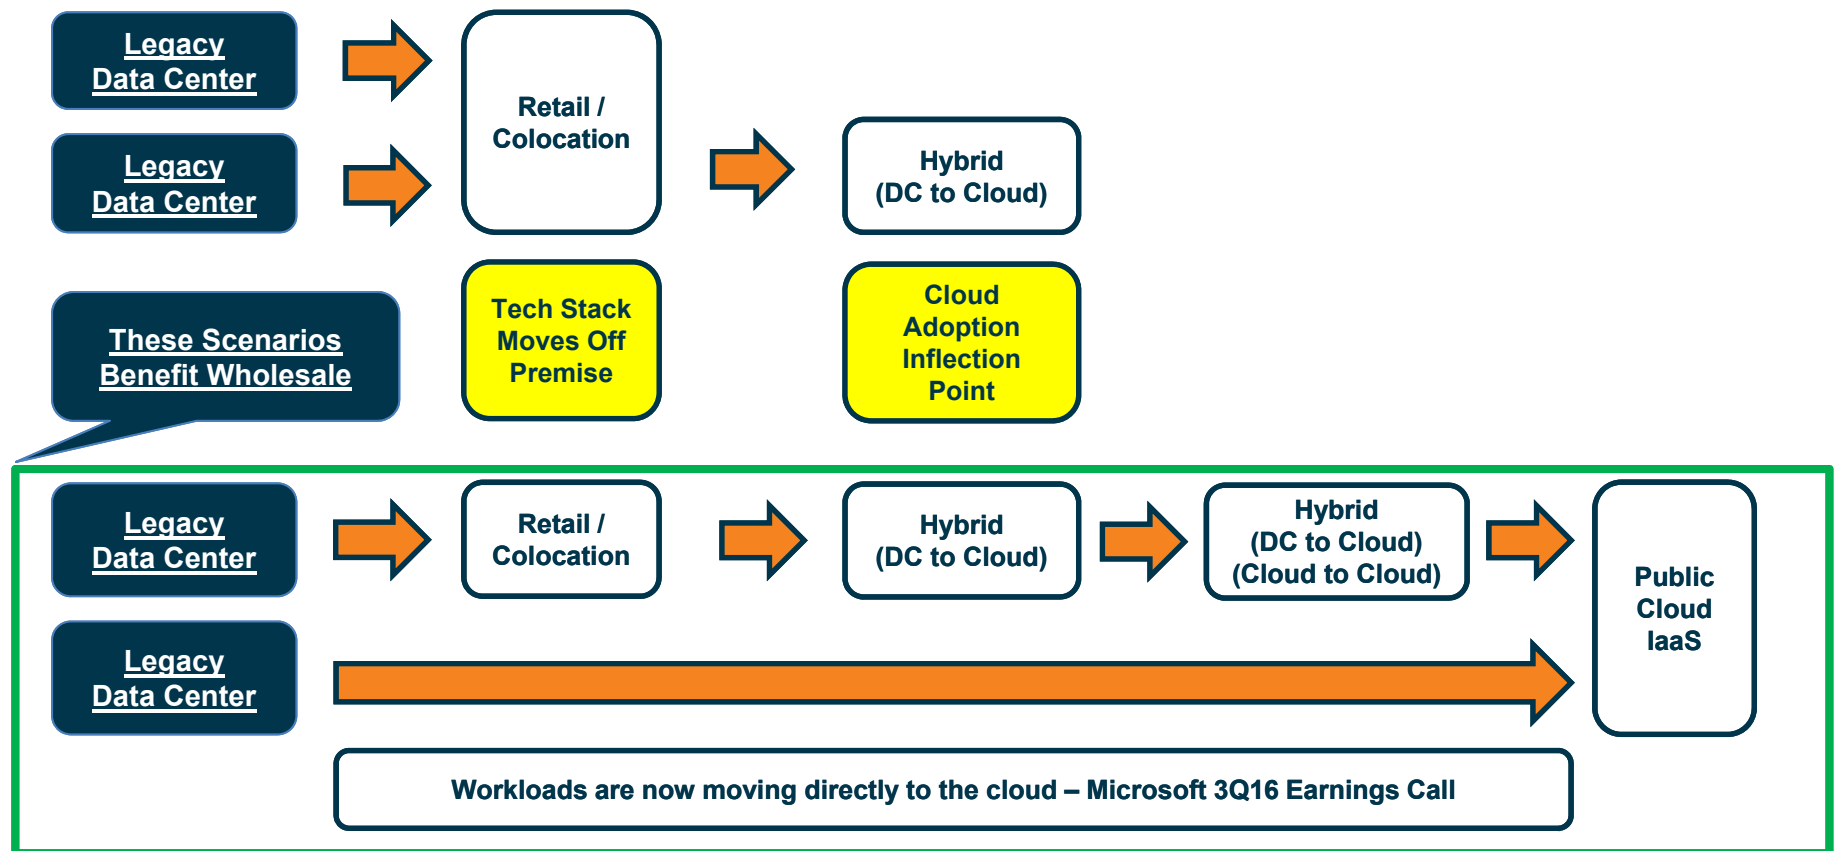 Legacy
Data Center
Legacy
Data Center
Retail /
Colocation
Hybrid
(DC to Cloud)
These Scenarios
Benefit Wholesale
Tech Stack
Moves Off
Premise
Cloud
Adoption
Inflection
Point
Legacy
Data Center
Retail /
Colocation
Hybrid
(DC to Cloud)
Hybrid
(DC to Cloud)
(Cloud to Cloud)
Public
Cloud
IaaS
Legacy
Data Center
Workloads are now moving directly to the cloud – Microsoft 3Q16 Earnings Call